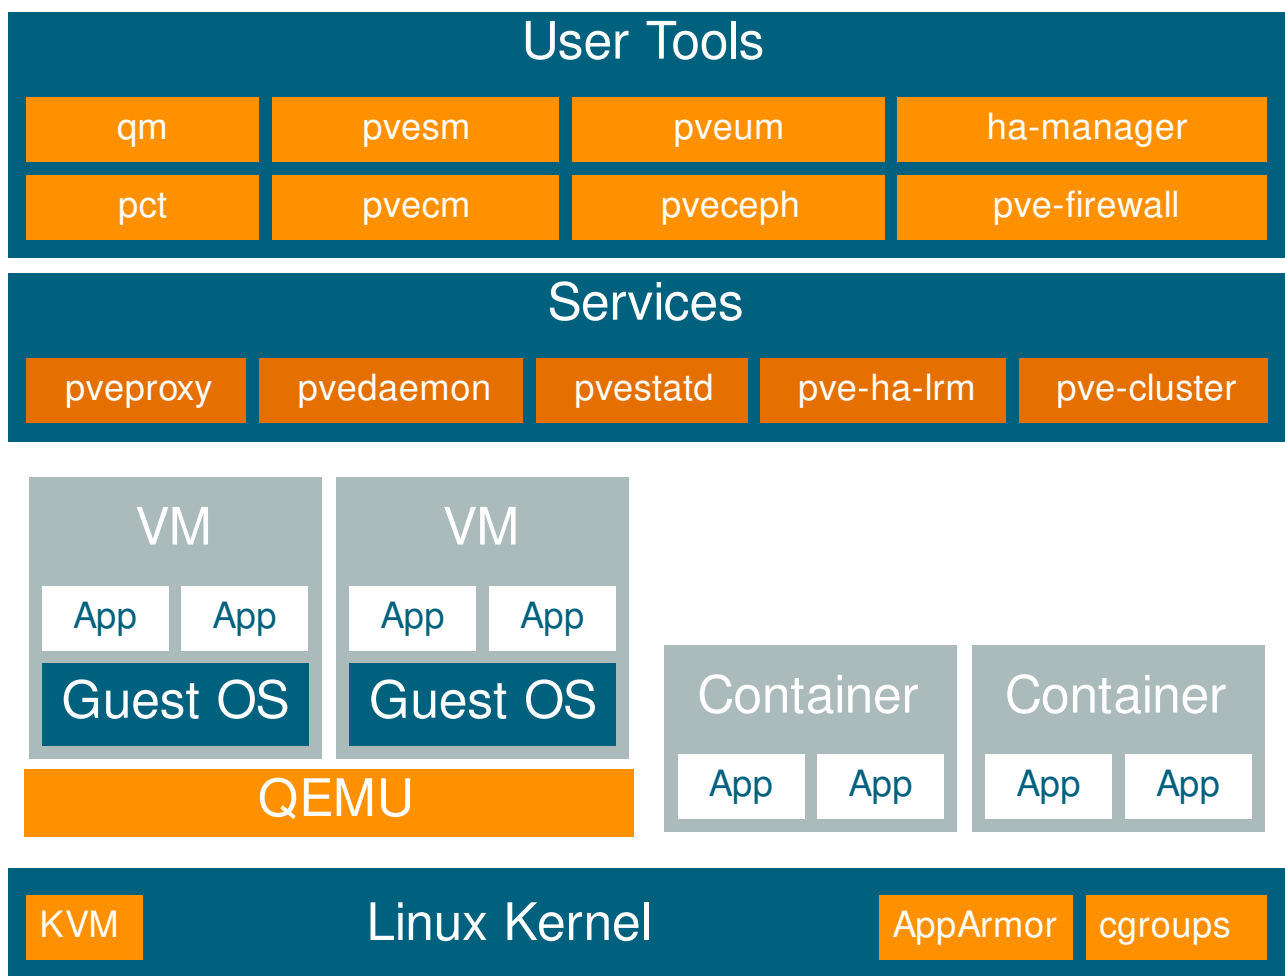 User Tools
qm pvesm pveum ha-manager
pct pvecm pveceph pve-firewall
Services
pveproxy pvedaemon pvestatd pve-ha-lrm pve-cluster
VM VM
App App App App
Guest OS Guest OS
Container Container
QEMU
App App App App
KVM Linux Kernel AppArmor cgroups